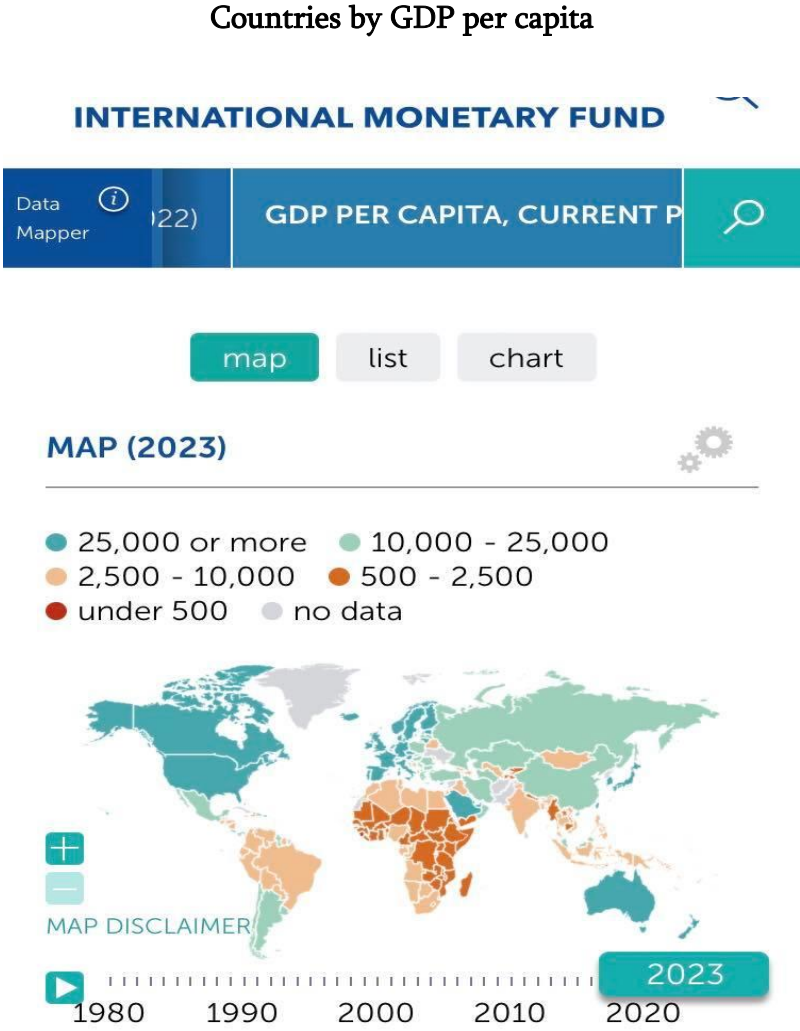 Countries by GDP per capita
INTERNATIONAL MONETARY FUND
Data
Mapper
)22)
GDP PER CAPITA, CURRENT P
map
list
chart
MAP (2023)
25,000 or more
10,000 - 25,000
2,500 - 10,000
500 - 2,500
under 500
no data
MAP DISCLAIMER
2023
1980 1990 2000 2010 2020